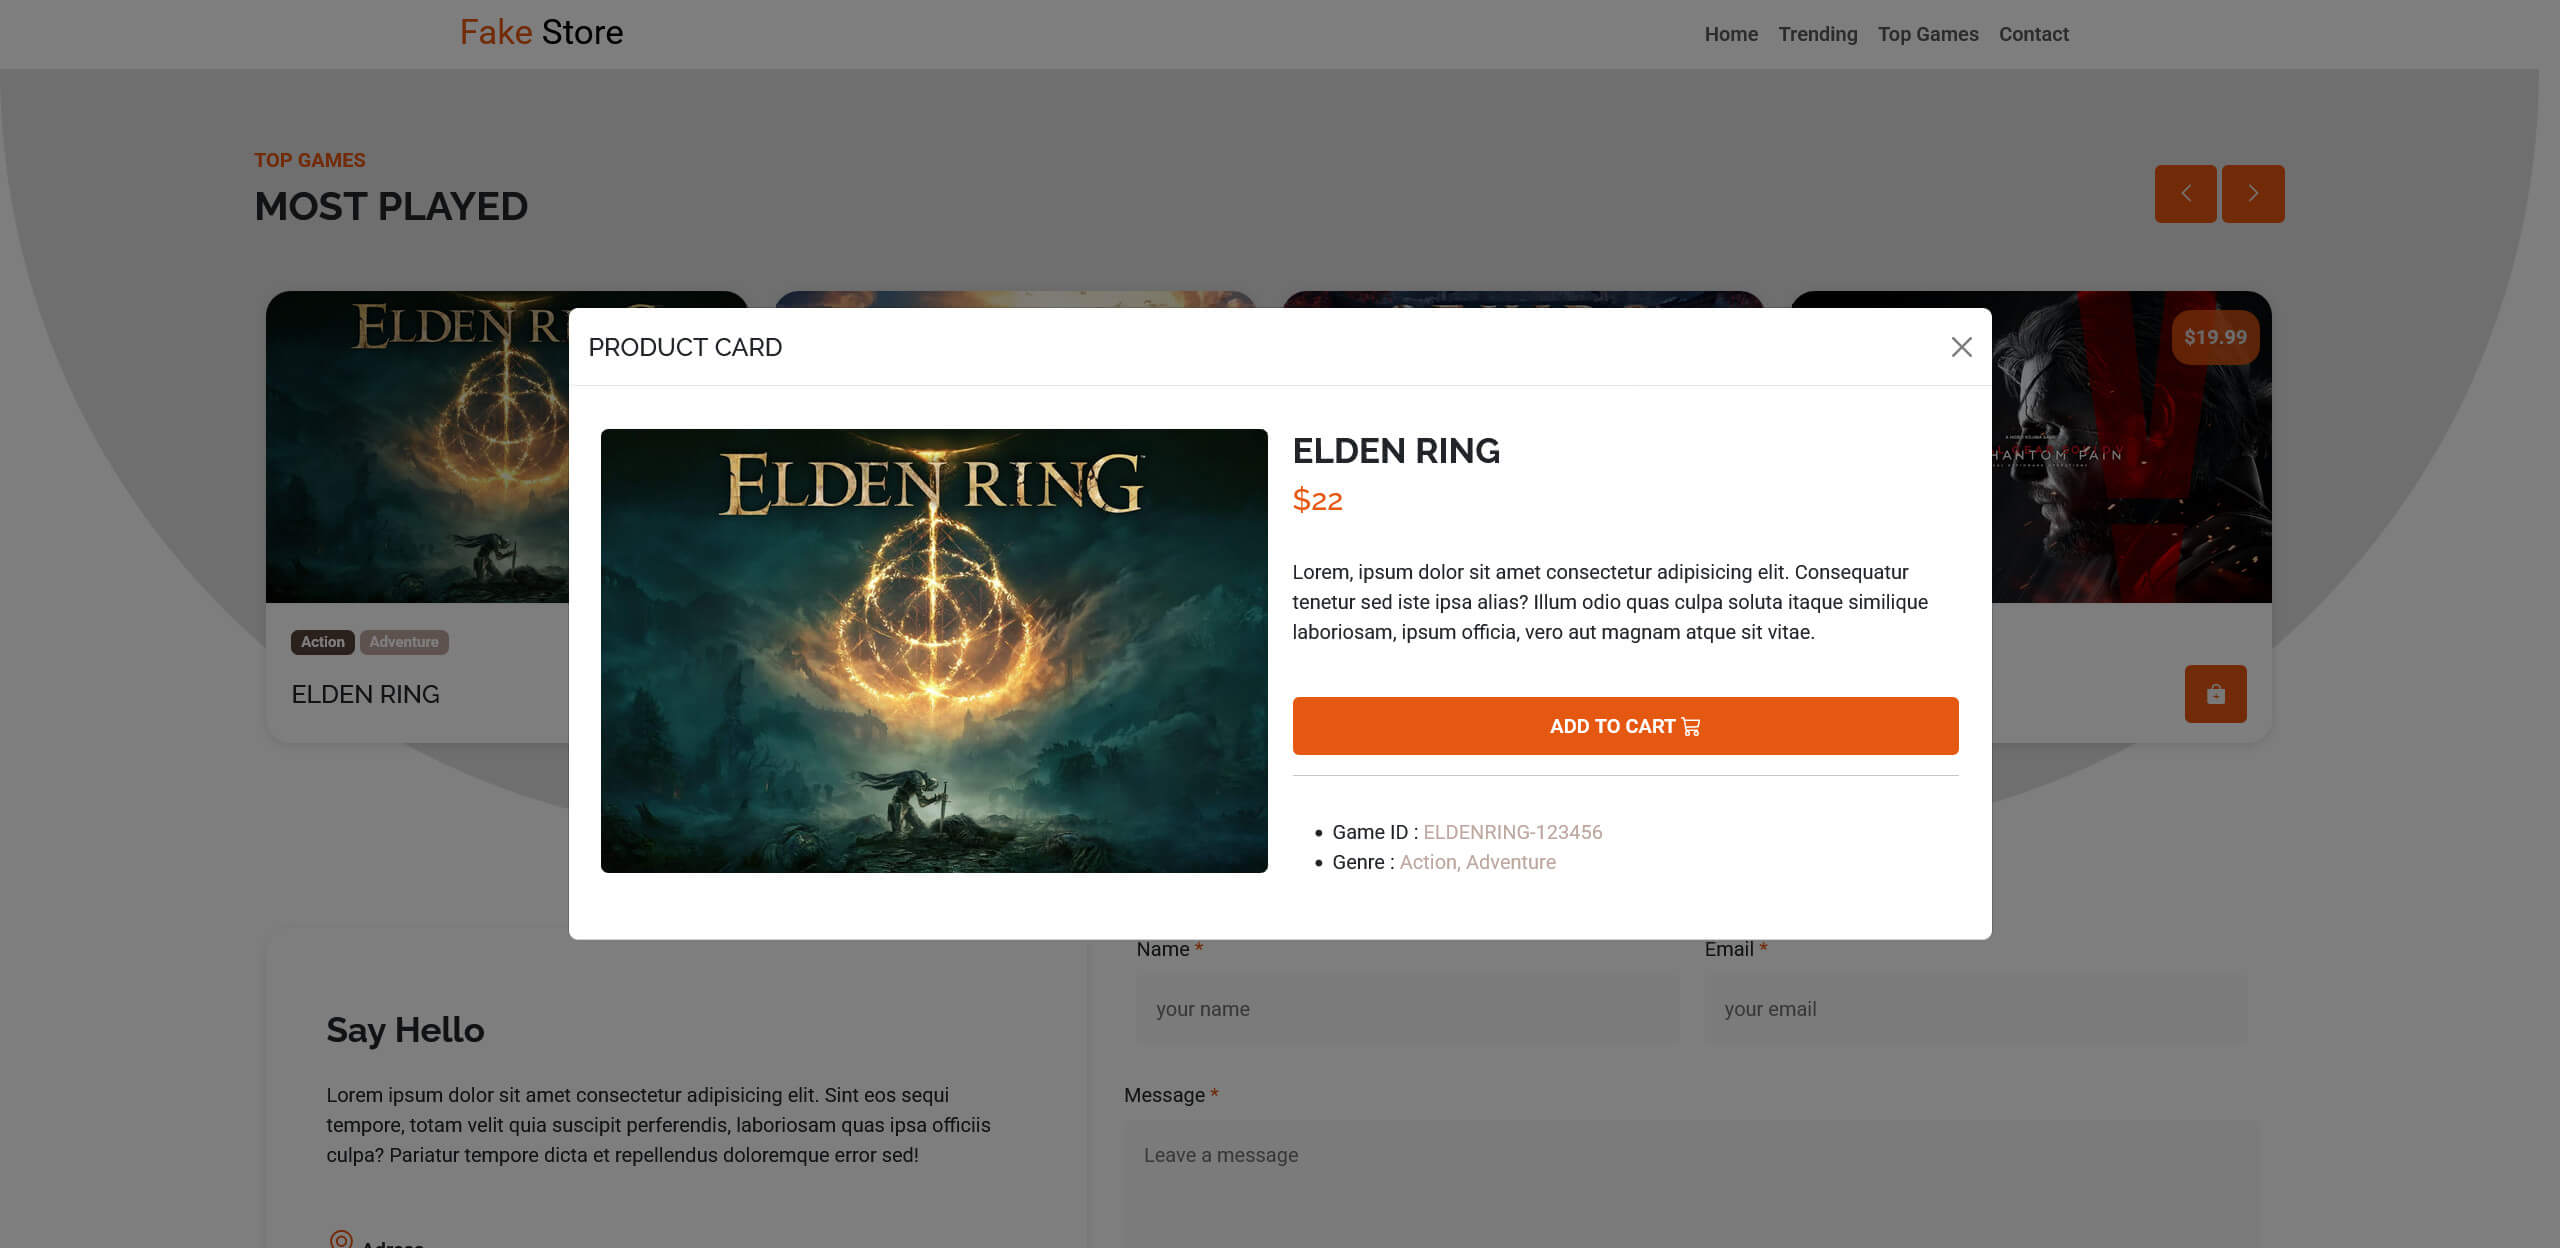 Fake Store
Home Trending Top Games Contact
TOP GAMES
MOST PLAYED
ELDEN
$19.99
PHANTOM PAIN
Action Adventure
ELDEN RING
PRODUCT CARD
ELDEN RING
ELDEN RING
$22
Lorem, ipsum dolor sit amet consectetur adipisicing elit. Consequatur
tenetur sed iste ipsa alias? Illum odio quas culpa soluta itaque similique
laboriosam, ipsum officia, vero aut magnam atque sit vitae.
ADD TO CART
Game ID : ELDENRING-123456
Genre : Action, Adventure
Say Hello
Lorem ipsum dolor sit amet consectetur adipisicing elit. Sint eos sequi
tempore, totam velit quia suscipit perferendis, laboriosam quas ipsa officiis
culpa? Pariatur tempore dicta et repellendus doloremque error sed!
Adress
Name *
your name
Email *
your email
Message *
Leave a message